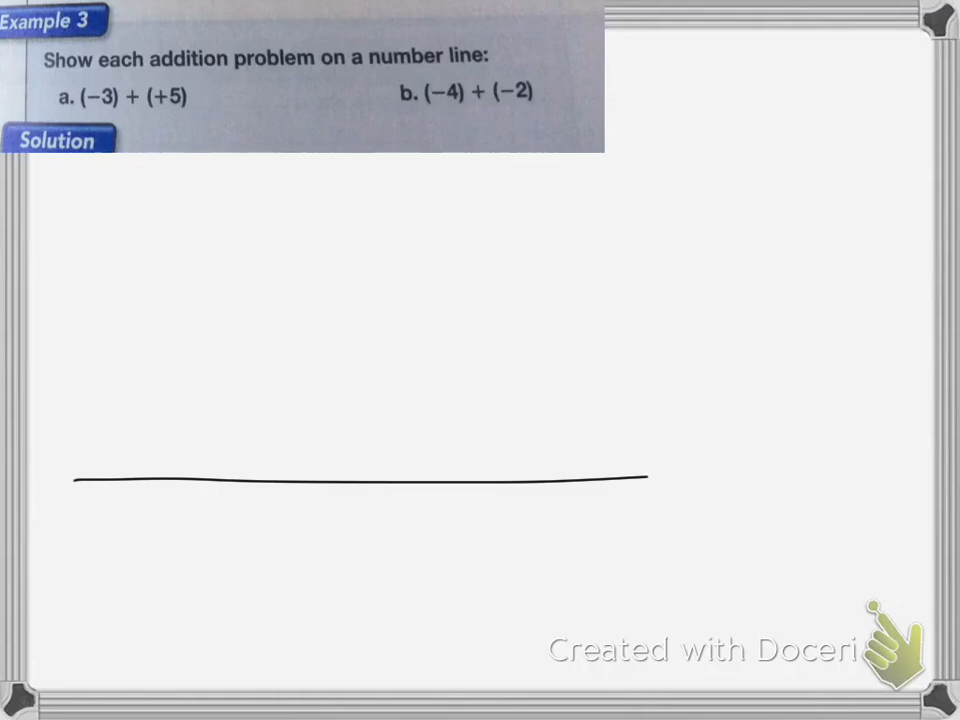 Example 3
Show each addition problem on a number line:
a. (−3) + (+5) b. (−4) + (−2)
Solution
Created with Doceri